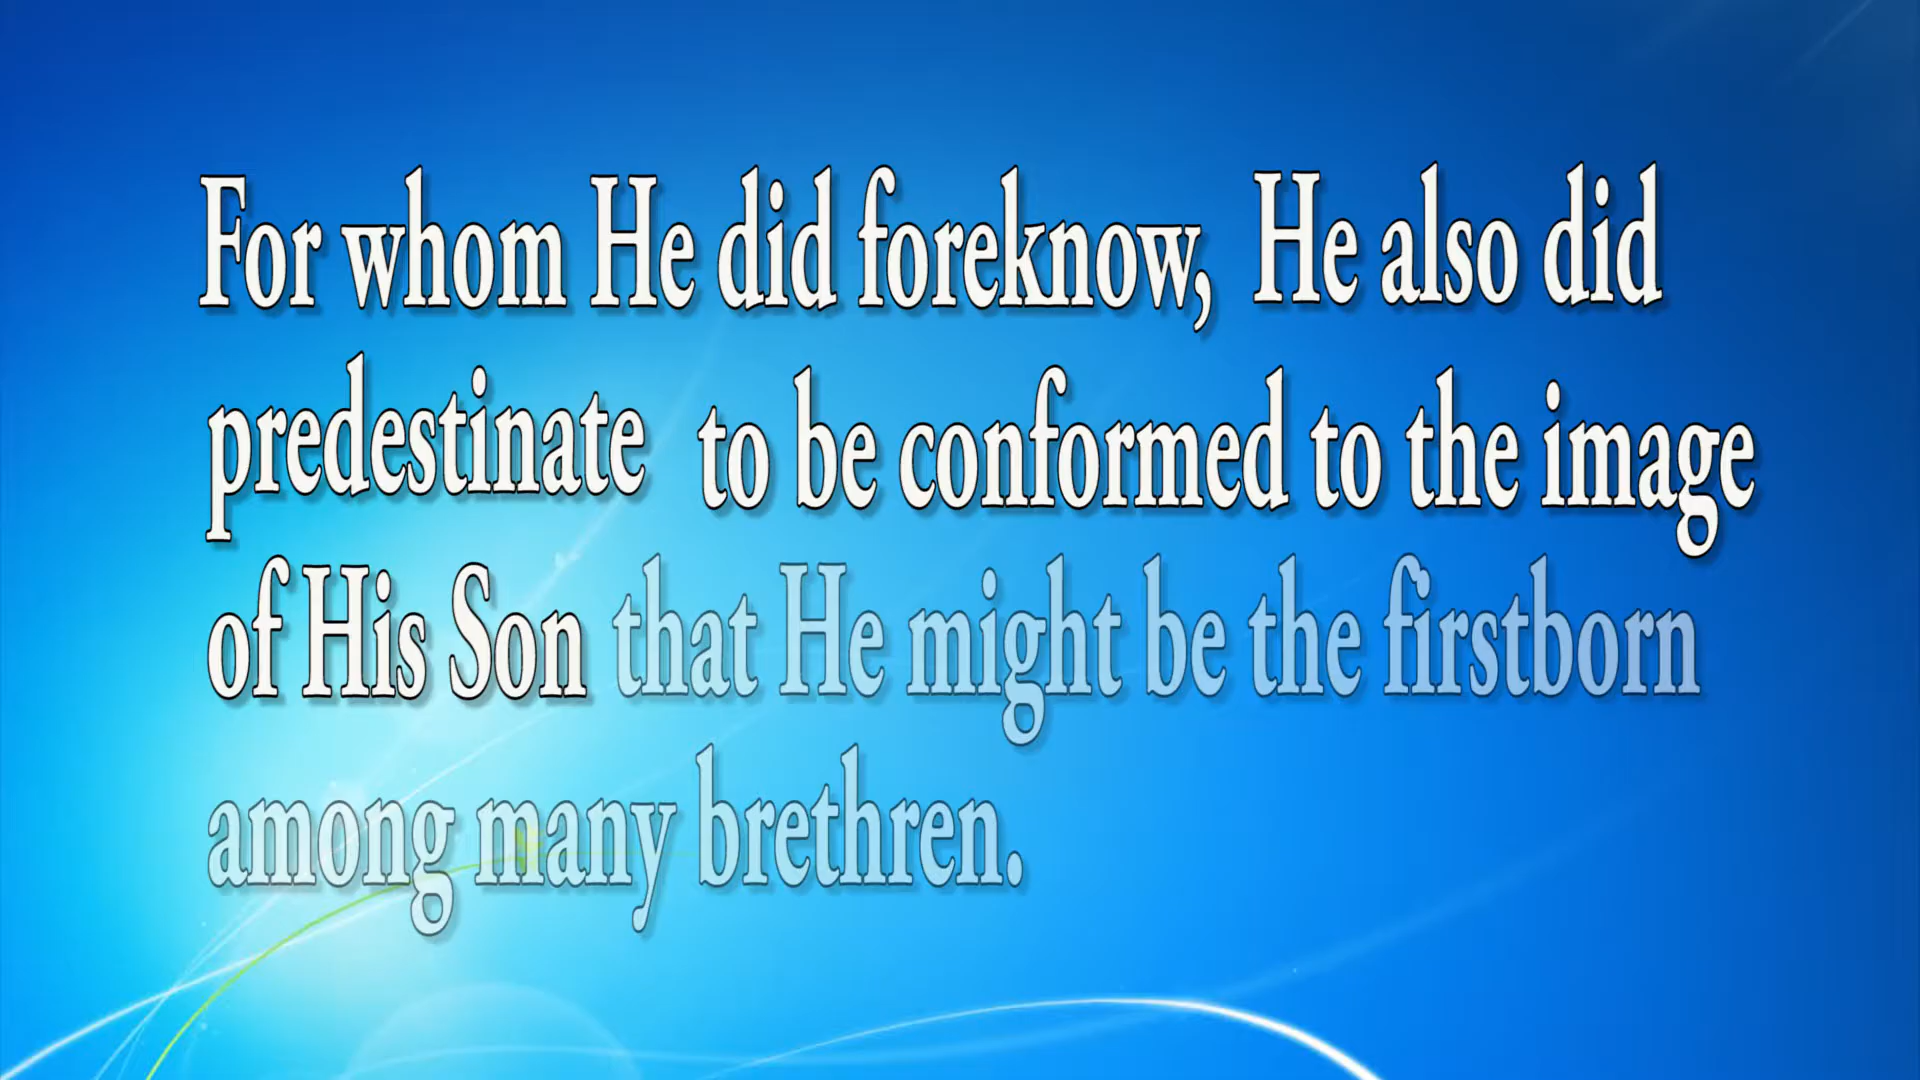 For whom He did foreknow, He also did
predestinate to be conformed to the image
of His Son that He might be the firstborn
among many brethren.